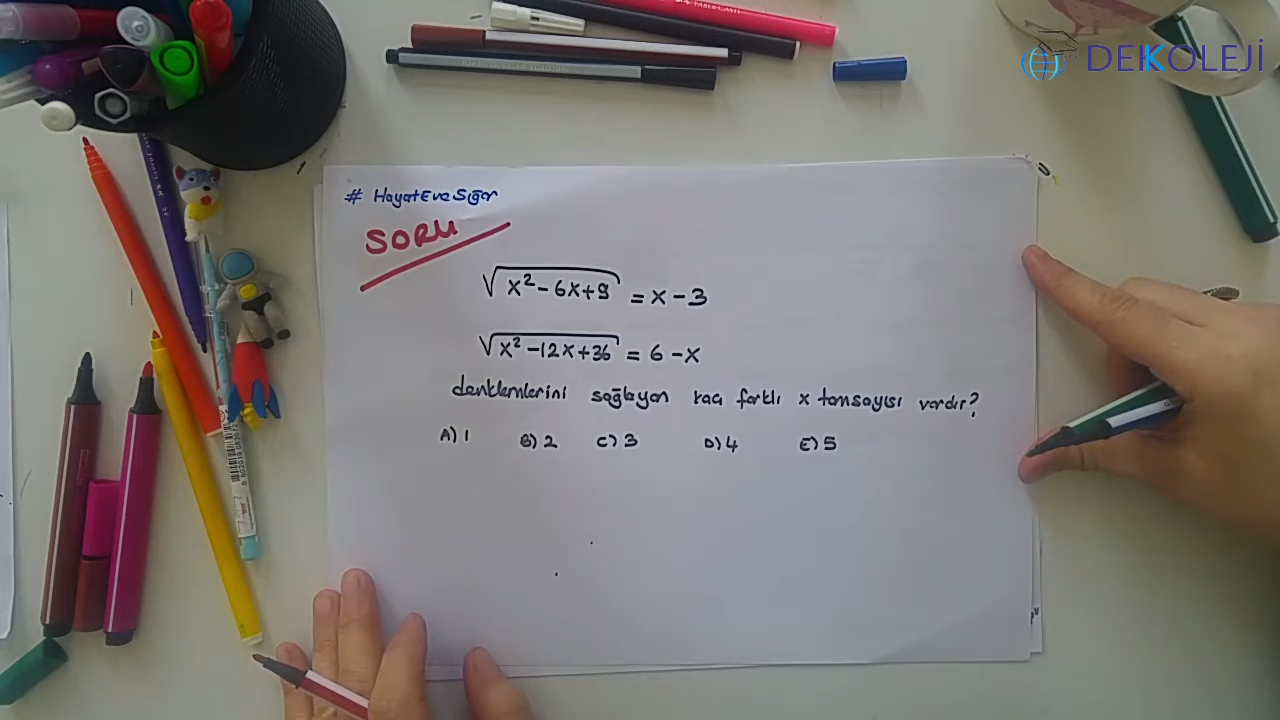 DEKOLEJİ
# HayatEveSığar
SORU
√x² - 6x + 9 = x - 3
√x² - 12x + 36 = 6 - x
denklemlerini sağlayan kaç farklı x tamsayısı vardır?
A) 1 B) 2 C) 3 D) 4 E) 5